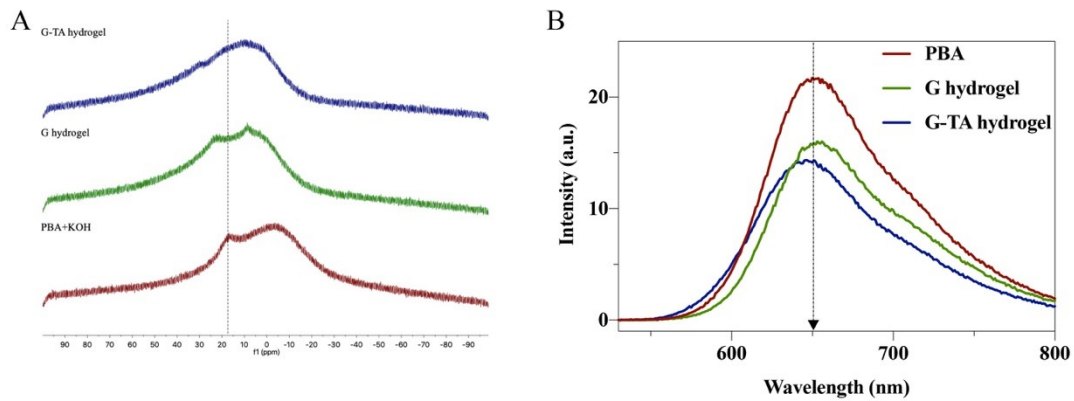 A
G-TA hydrogel
G hydrogel
PBA+KOH
90 80 70 60 50 40 30 20 10 0 -10 -20 -30 -40 -50 -60 -70 -80 -90
f1 (ppm)
B
PBA
G hydrogel
G-TA hydrogel
Intensity (a.u.)
20
10
0
600 700 800
Wavelength (nm)